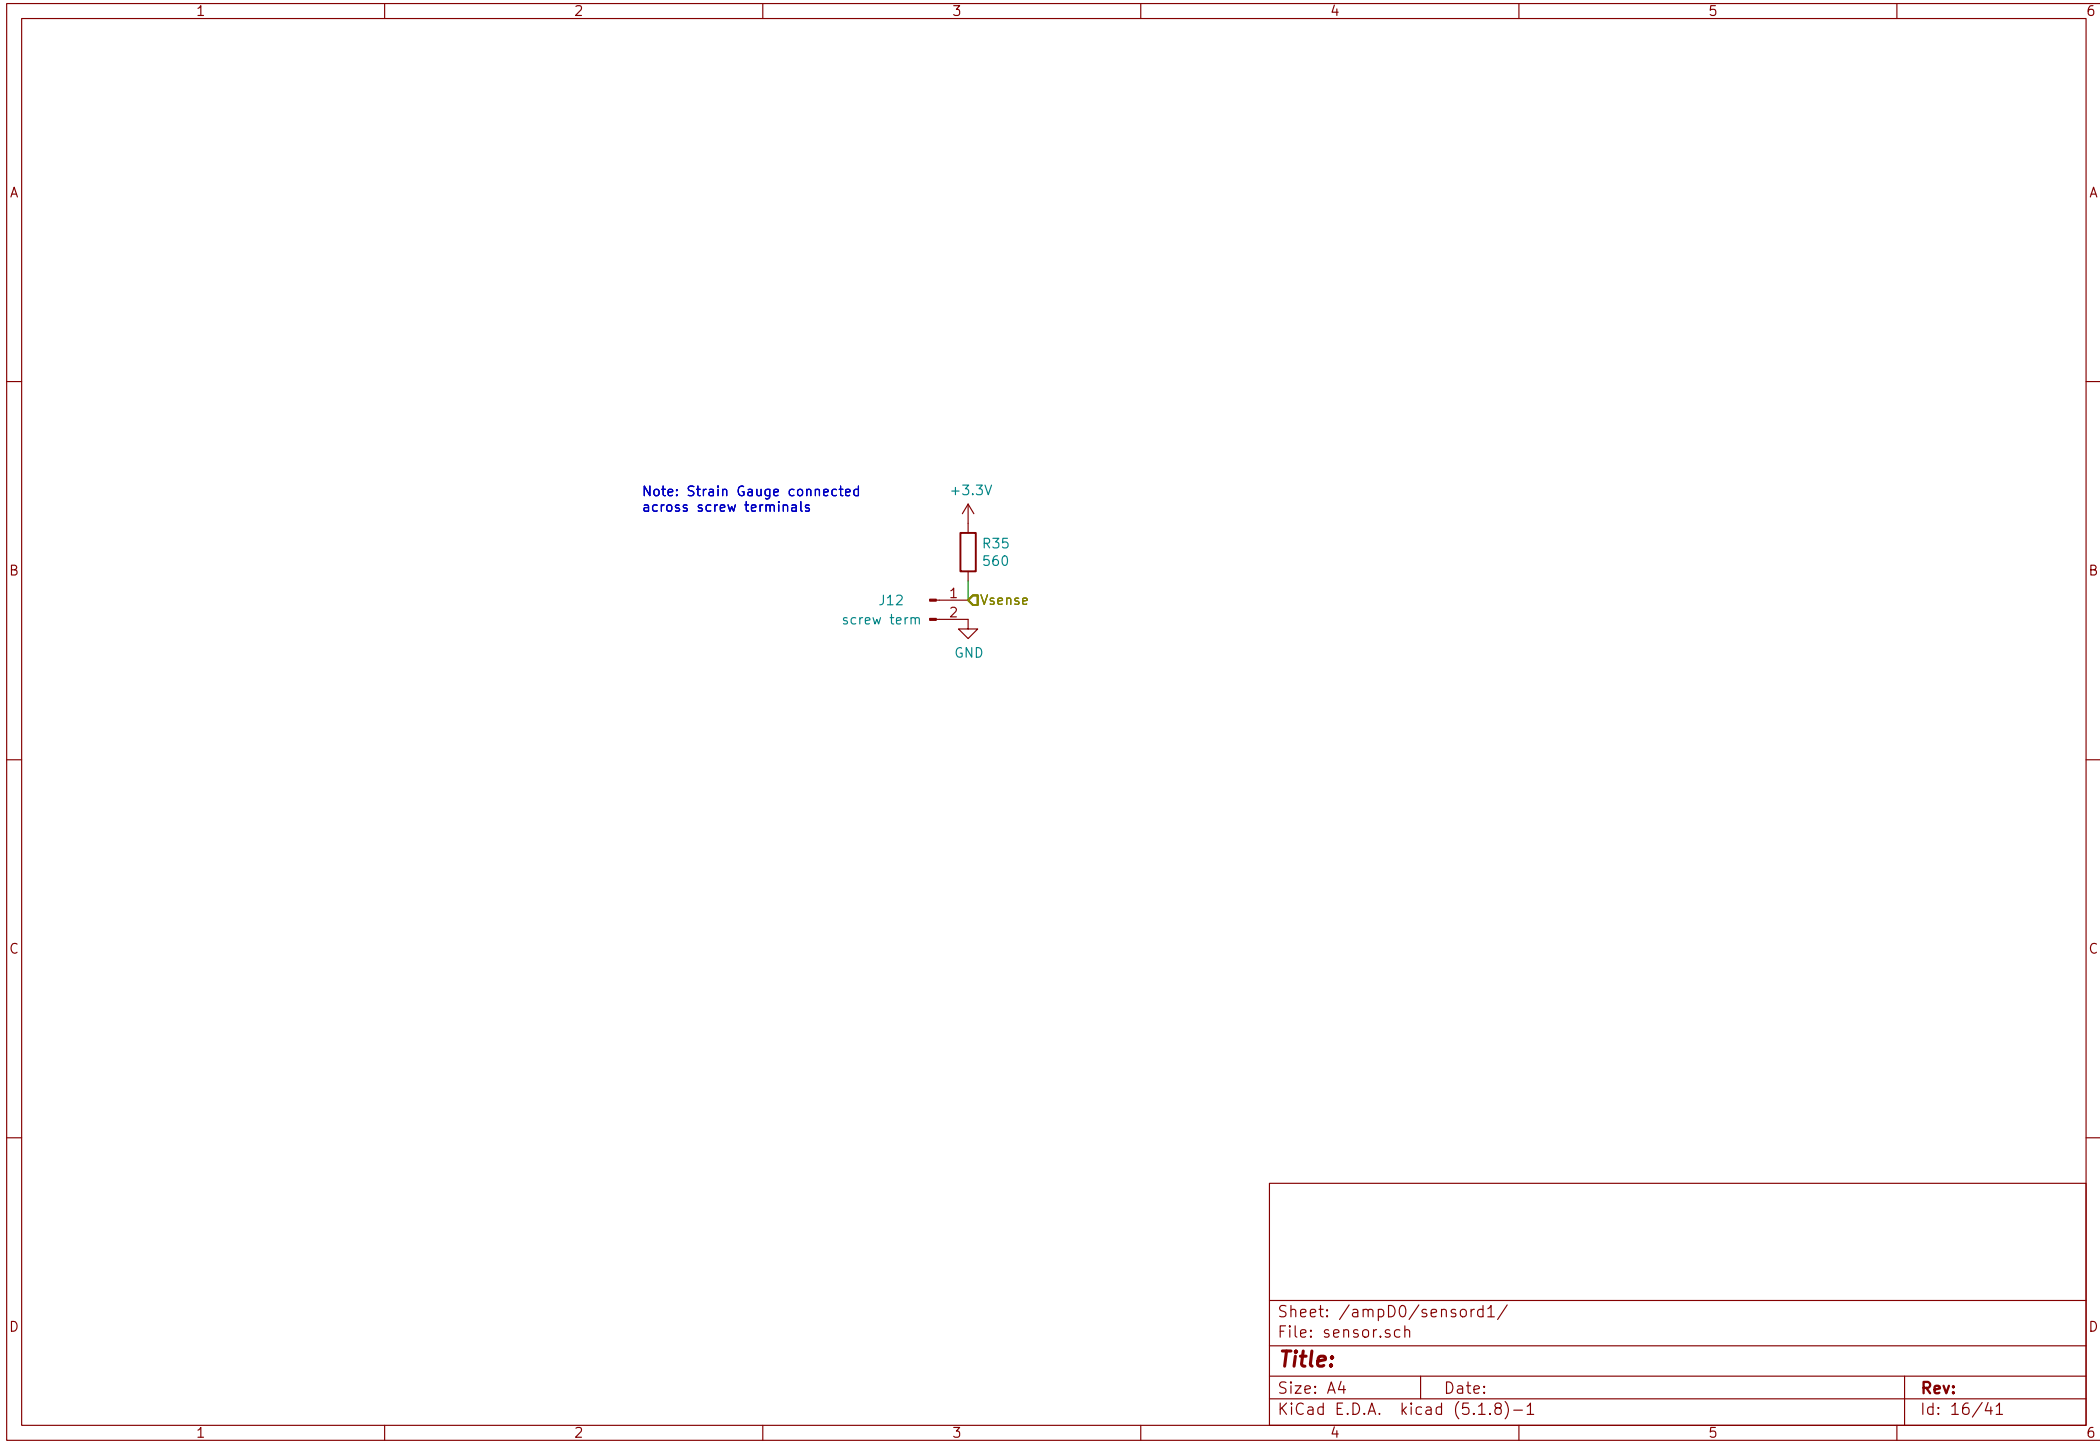 1 2 3 4 5 6
A A
Note: Strain Gauge connected
across screw terminals
+3.3V
R35
560
B B
J12 1 Vsense
screw term 2
GND
C C
Sheet: /ampD0/sensord1/
File: sensor.sch
D D
Title:
Size: A4 Date: Rev:
KiCad E.D.A. kicad (5.1.8)-1 Id: 16/41
1 2 3 4 5 6